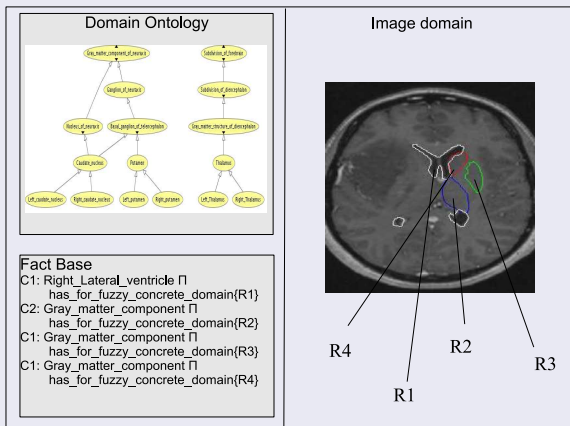 Domain Ontology
Gray_matter_component_of_neuraxis
Subdivision_of_forebrain
Ganglion_of_neuraxis
Subdivision_of_diencephalon
Nucleus_of_neuraxis
Basal_ganglion_of_telencephalon
Gray_matter_structure_of_diencephalon
Caudate_nucleus
Putamen
Thalamus
Left_caudate_nucleus
Right_caudate_nucleus
Left_putamen
Right_putamen
Left_Thalamus
Right_Thalamus
Fact Base
C1: Right_Lateral_ventricle Π
has_for_fuzzy_concrete_domain{R1}
C2: Gray_matter_component Π
has_for_fuzzy_concrete_domain{R2}
C1: Gray_matter_component Π
has_for_fuzzy_concrete_domain{R3}
C1: Gray_matter_component Π
has_for_fuzzy_concrete_domain{R4}
Image domain
R4
R2
R3
R1